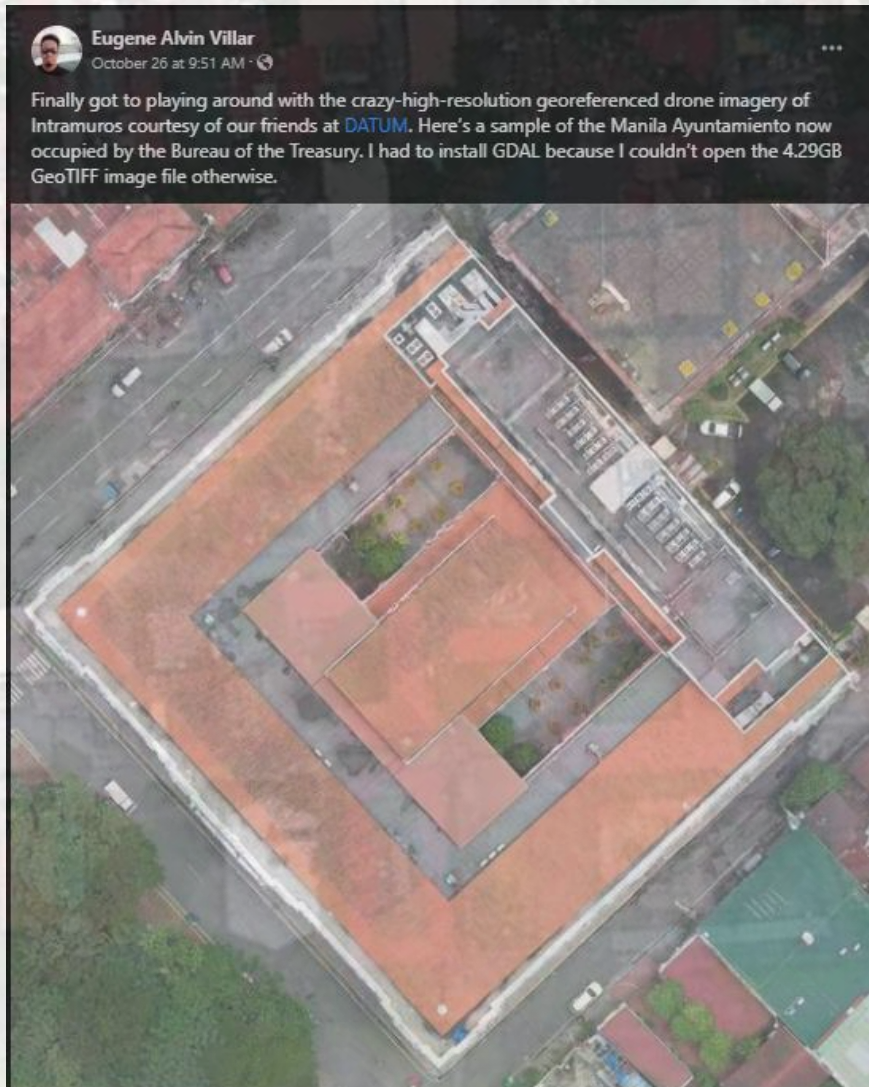 Eugene Alvin Villar
October 26 at 9:51 AM ·
Finally got to playing around with the crazy-high-resolution georeferenced drone imagery of
Intramuros courtesy of our friends at DATUM. Here's a sample of the Manila Ayuntamiento now
occupied by the Bureau of the Treasury. I had to install GDAL because I couldn't open the 4.29GB
GeoTIFF image file otherwise.